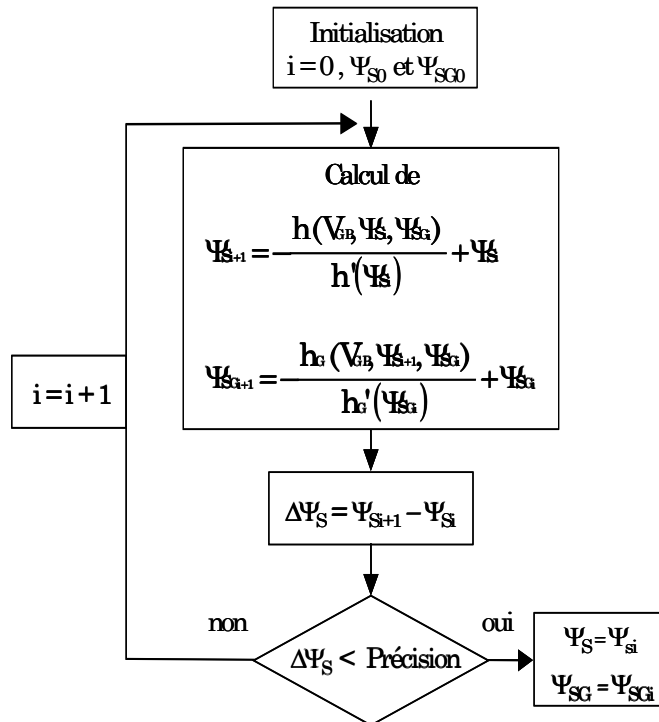 Initialisation
i = 0 , Ψ_S0 et Ψ_SG0
Calcul de
Ψ_Si+1 = − h (V_GB, Ψ_Si, Ψ_SGi) / h'(Ψ_Si) + Ψ_Si
Ψ_SGi+1 = − h_G (V_GB, Ψ_Si+1, Ψ_SGi) / h_G'(Ψ_SGi) + Ψ_SGi
i = i + 1
ΔΨ_S = Ψ_Si+1 − Ψ_Si
non
oui
ΔΨ_S < Précision
Ψ_S = Ψ_si
Ψ_SG = Ψ_SGi